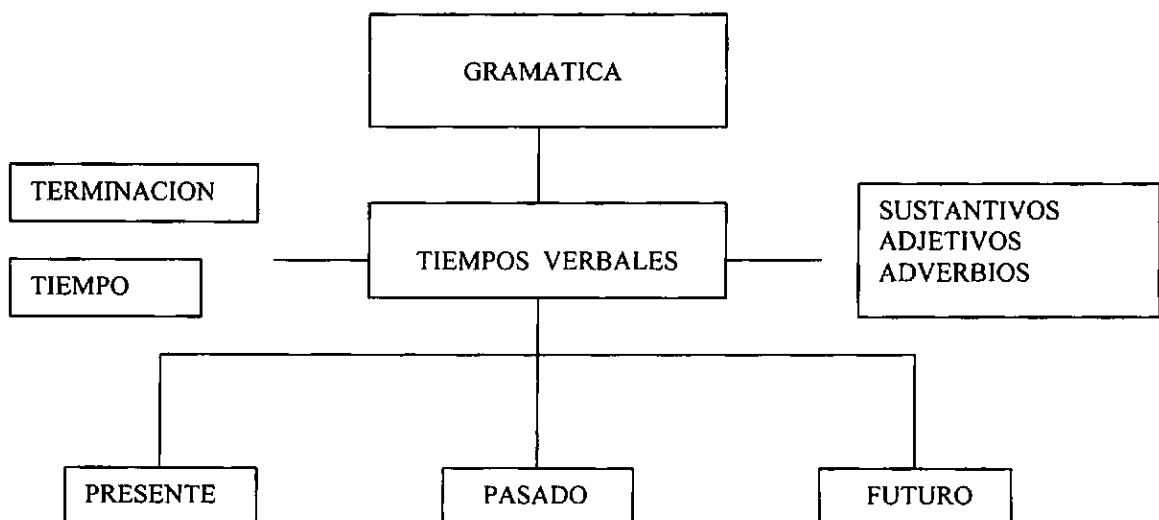 GRAMATICA
TERMINACION
TIEMPO
TIEMPOS VERBALES
SUSTANTIVOS
ADJETIVOS
ADVERBIOS
PRESENTE
PASADO
FUTURO